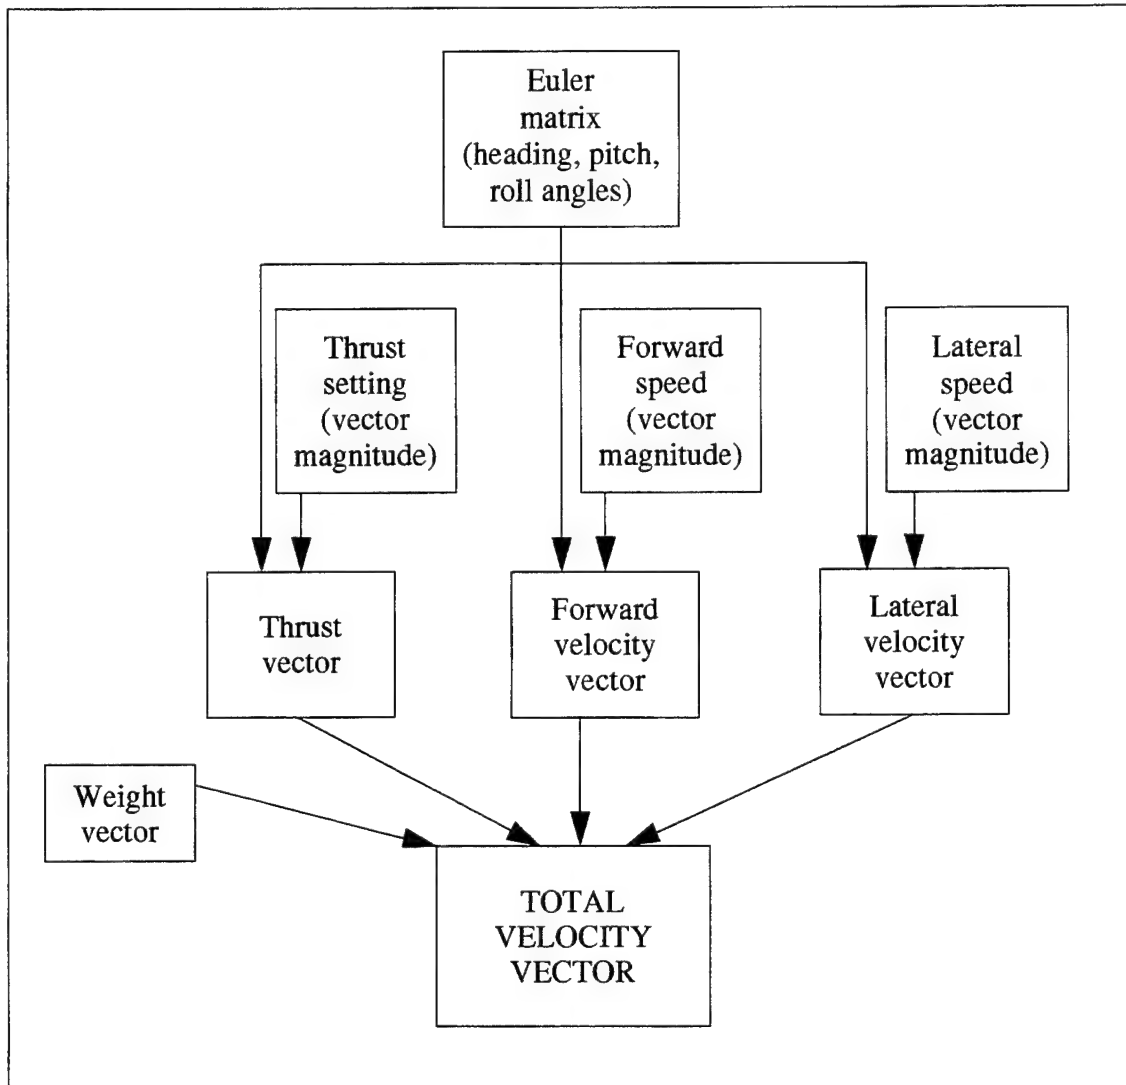 Euler
matrix
(heading, pitch,
roll angles)
Thrust
setting
(vector
magnitude)
Forward
speed
(vector
magnitude)
Lateral
speed
(vector
magnitude)
Thrust
vector
Forward
velocity
vector
Lateral
velocity
vector
Weight
vector
TOTAL
VELOCITY
VECTOR